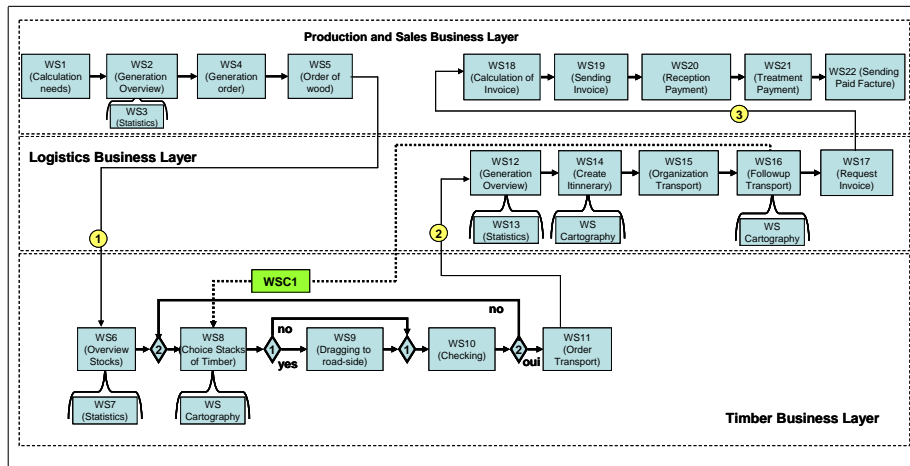 Production and Sales Business Layer
WS1
(Calculation
needs)
WS2
(Generation
Overview)
WS3
(Statistics)
WS4
(Generation
order)
WS5
(Order of
wood)
WS18
(Calculation of
Invoice)
WS19
(Sending
Invoice)
WS20
(Reception
Payment)
WS21
(Treatment
Payment)
WS22 (Sending
Paid Facture)
3
Logistics Business Layer
WS12
(Generation
Overview)
WS13
(Statistics)
WS14
(Create
Itinnerary)
WS
Cartography
WS15
(Organization
Transport)
WS16
(Followup
Transport)
WS
Cartography
WS17
(Request
Invoice)
1
2
WSC1
no
no
WS6
(Overview
Stocks)
WS7
(Statistics)
2
WS8
(Choice Stacks
of Timber)
WS
Cartography
1
yes
WS9
(Dragging to
road-side)
1
WS10
(Checking)
2
oui
WS11
(Order
Transport)
Timber Business Layer